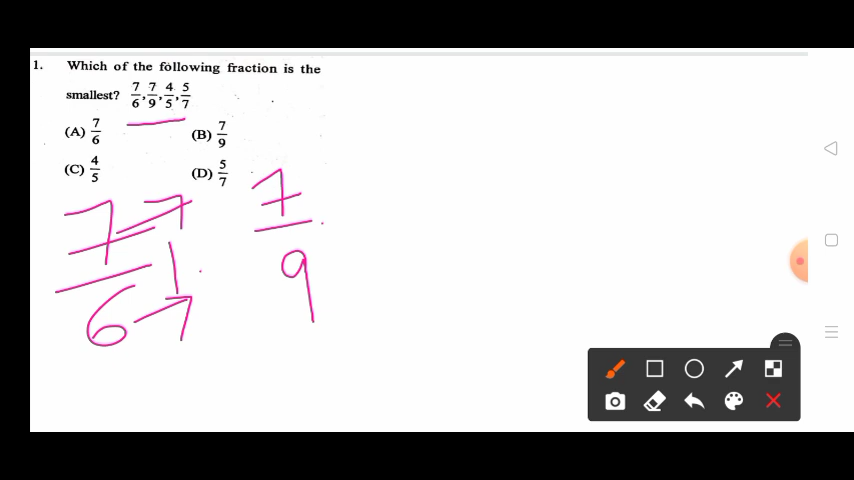 1. Which of the following fraction is the
smallest? 7/6, 7/9, 4/5, 5/7
(A) 7/6 (B) 7/9
(C) 4/5 (D) 5/7
7/6 7 7/9